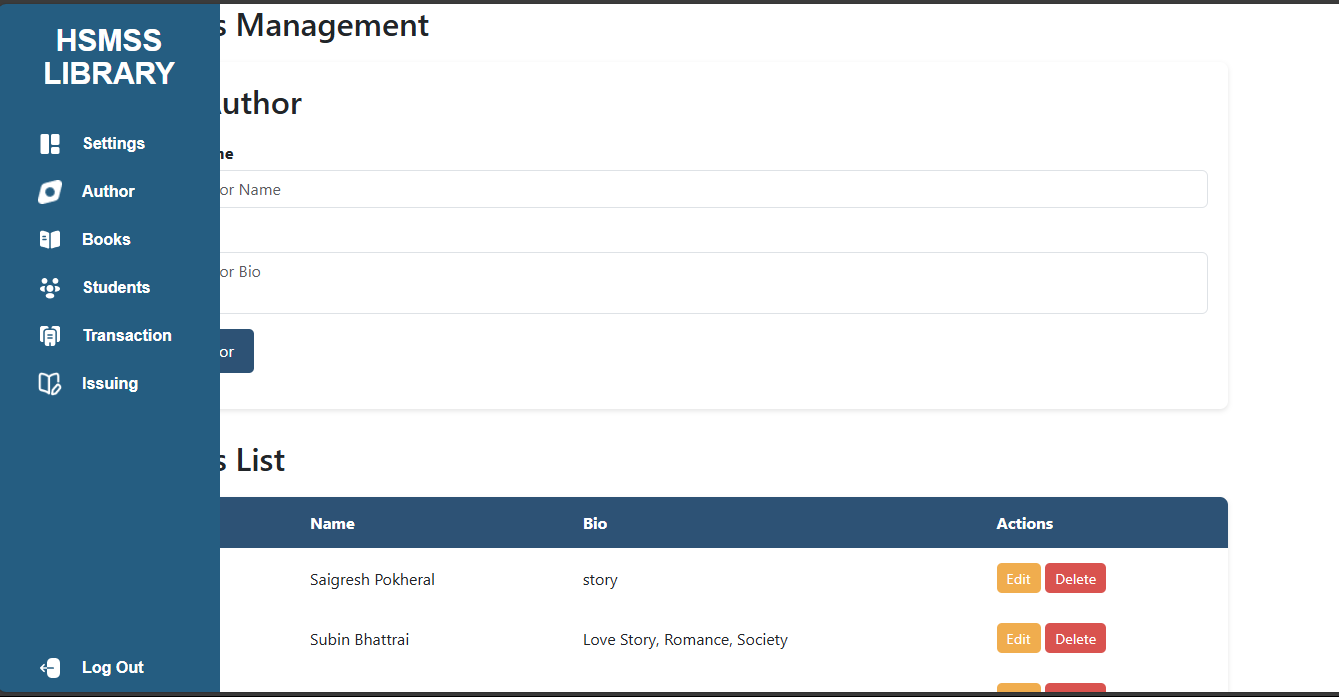 HSMSS
LIBRARY
Settings
Author
Books
Students
Transaction
Issuing
Log Out
s Management
uthor
ne
or Name
or Bio
or
s List
Name Bio Actions
Saigresh Pokheral story Edit Delete
Subin Bhattrai Love Story, Romance, Society Edit Delete